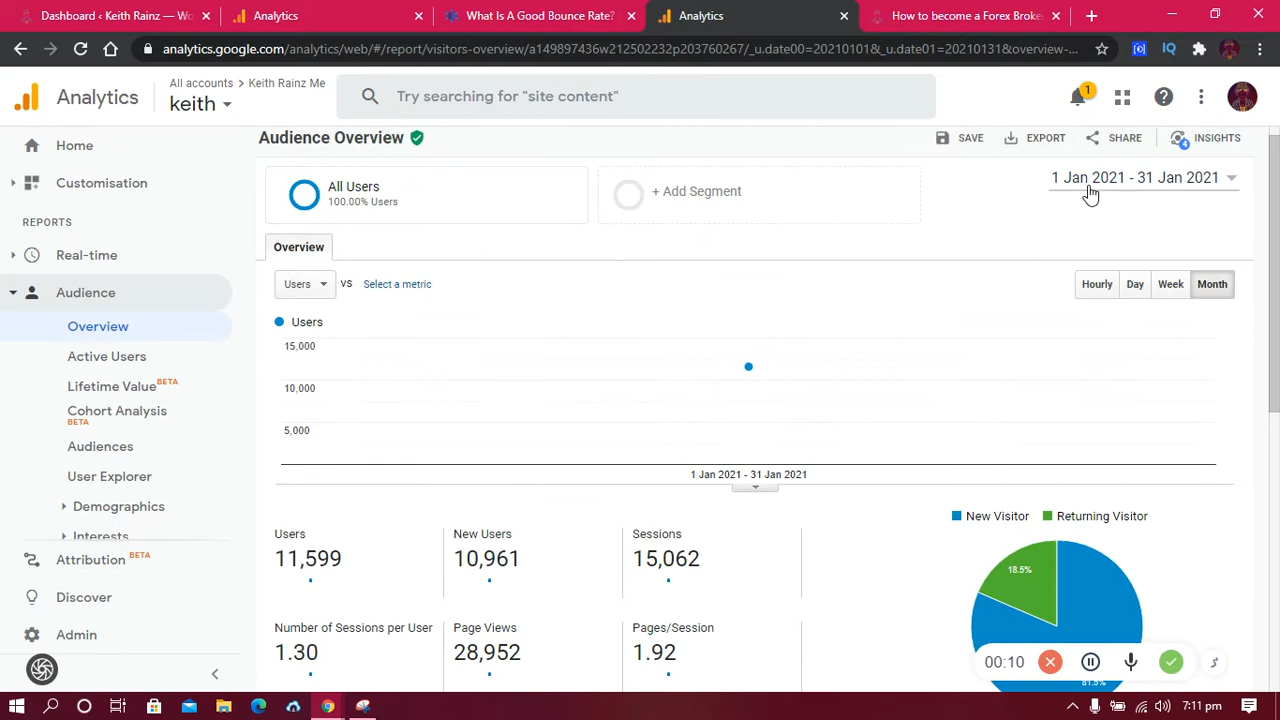 Dashboard ‹ Keith Rainz — Wo
Analytics
What Is A Good Bounce Rate?
Analytics
How to become a Forex Broke
analytics.google.com/analytics/web/#/report/visitors-overview/a149897436w212502232p203760267/_u.date00=20210101&_u.date01=20210131&overview-...
IQ
Analytics
All accounts > Keith Rainz Me
keith
Try searching for "site content"
1
Home
Customisation
REPORTS
Real-time
Audience
Overview
Active Users
Lifetime Value BETA
Cohort Analysis
BETA
Audiences
User Explorer
Demographics
Interests
Attribution BETA
Discover
Admin
Audience Overview
SAVE
EXPORT
SHARE
4
INSIGHTS
All Users
100.00% Users
+ Add Segment
1 Jan 2021 - 31 Jan 2021
Overview
Users
VS
Select a metric
Hourly
Day
Week
Month
Users
15,000
10,000
5,000
1 Jan 2021 - 31 Jan 2021
Users
11,599
New Users
10,961
Sessions
15,062
Number of Sessions per User
1.30
Page Views
28,952
Pages/Session
1.92
New Visitor
Returning Visitor
18.5%
81.5%
00:10
7:11 pm